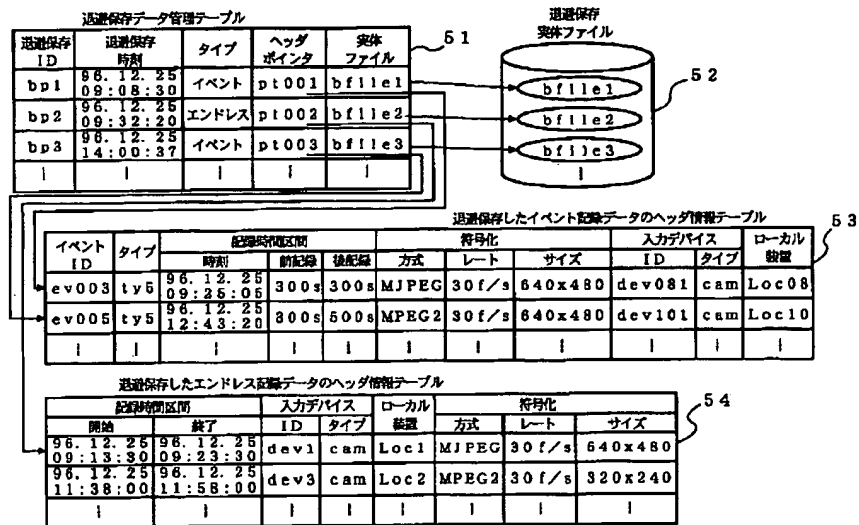 退避保存データ管理テーブル
退避保存ID 退避保存時刻 タイプ ヘッダポインタ 実体ファイル
bp1 96.12.25 09:08:30 イベント pt001 bfile1
bp2 96.12.25 09:32:20 エンドレス pt002 bfile2
bp3 96.12.25 14:00:37 イベント pt003 bfile3
51
退避保存
実体ファイル
bfile1
bfile2
bfile3
52
退避保存したイベント記録データのヘッダ情報テーブル
53
イベントID タイプ 記録時間区間 符号化 入力デバイス ローカル装置
時刻 前記録 後記録 方式 レート サイズ ID タイプ
ev003 ty5 96.12.25 09:25:05 300s 300s MJPEG 30f/s 640x480 dev081 cam Loc08
ev005 ty5 96.12.25 12:43:20 300s 500s MPEG2 30f/s 640x480 dev101 cam Loc10
退避保存したエンドレス記録データのヘッダ情報テーブル
54
記録時間区間 入力デバイス ローカル装置 符号化
開始 終了 ID タイプ 方式 レート サイズ
96.12.25 09:13:30 96.12.25 09:23:30 dev1 cam Loc1 MJPEG 30f/s 640x480
96.12.25 11:38:00 96.12.25 11:58:00 dev3 cam Loc2 MPEG2 30f/s 320x240